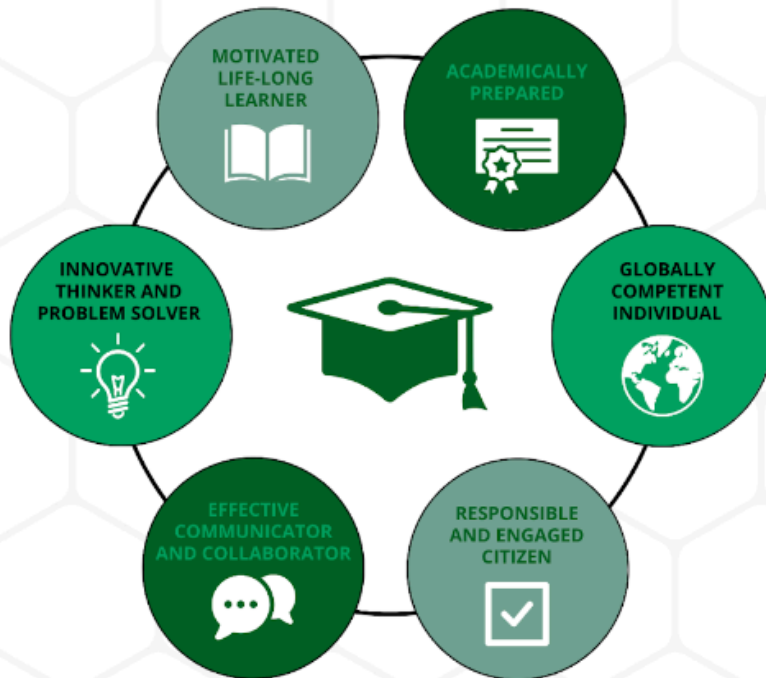 MOTIVATED
LIFE-LONG
LEARNER
ACADEMICALLY
PREPARED
INNOVATIVE
THINKER AND
PROBLEM SOLVER
GLOBALLY
COMPETENT
INDIVIDUAL
EFFECTIVE
COMMUNICATOR
AND COLLABORATOR
RESPONSIBLE
AND ENGAGED
CITIZEN